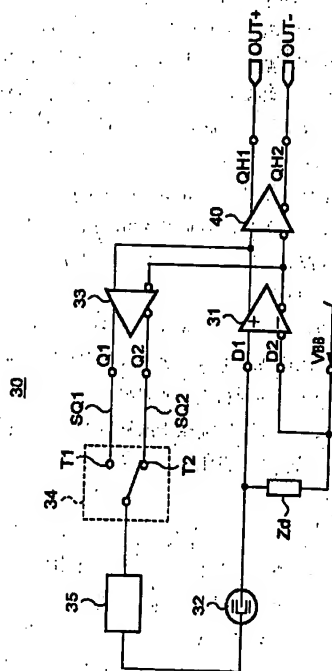 30
34
T1
T2
SQ1
SQ2
Q1
Q2
33
35
32
Zd
D1
D2
VBB
31
40
QH1
QH2
OUT+
OUT-
+
-